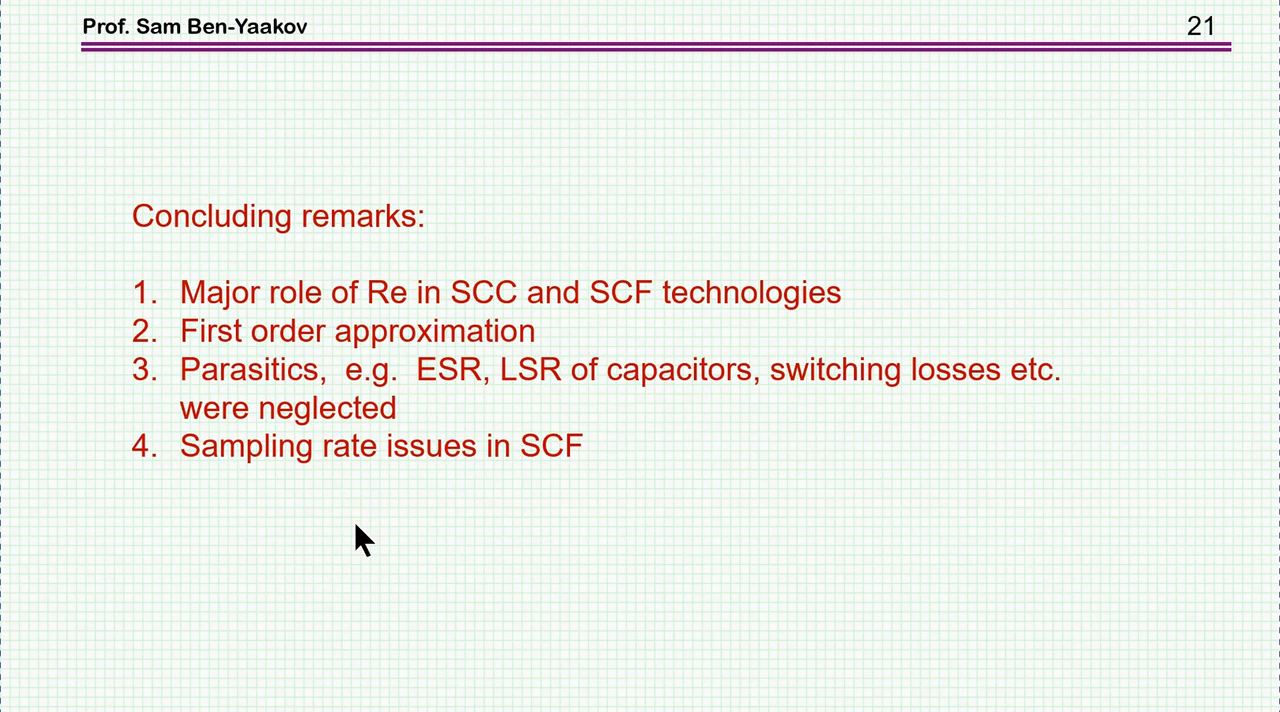 Prof. Sam Ben-Yaakov 21
Concluding remarks:
1. Major role of Re in SCC and SCF technologies
2. First order approximation
3. Parasitics, e.g. ESR, LSR of capacitors, switching losses etc.
were neglected
4. Sampling rate issues in SCF